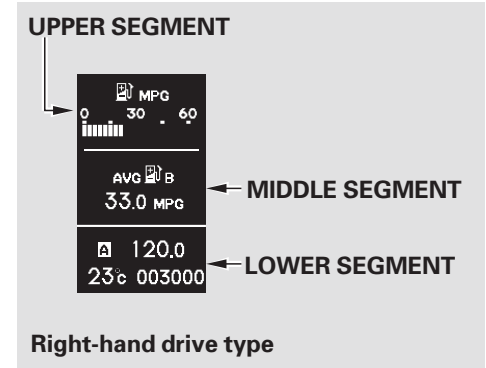 UPPER SEGMENT
MPG
0 30 60
AVG B
33.0 MPG
MIDDLE SEGMENT
A 120.0
23°c 003000
LOWER SEGMENT
Right-hand drive type